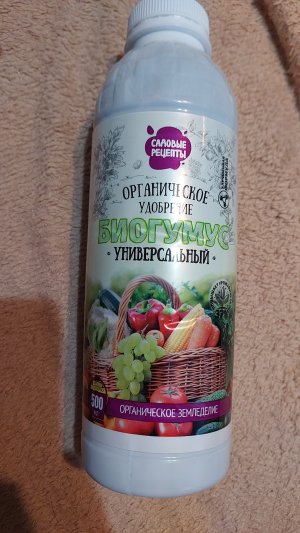 САДОВЫЕ
РЕЦЕПТЫ
ОРГАНИЧЕСКОЕ
УДОБРЕНИЕ
БИОГУМУС
• УНИВЕРСАЛЬНЫЙ •
500
ОРГАНИЧЕСКОЕ ЗЕМЛЕДЕЛИЕ